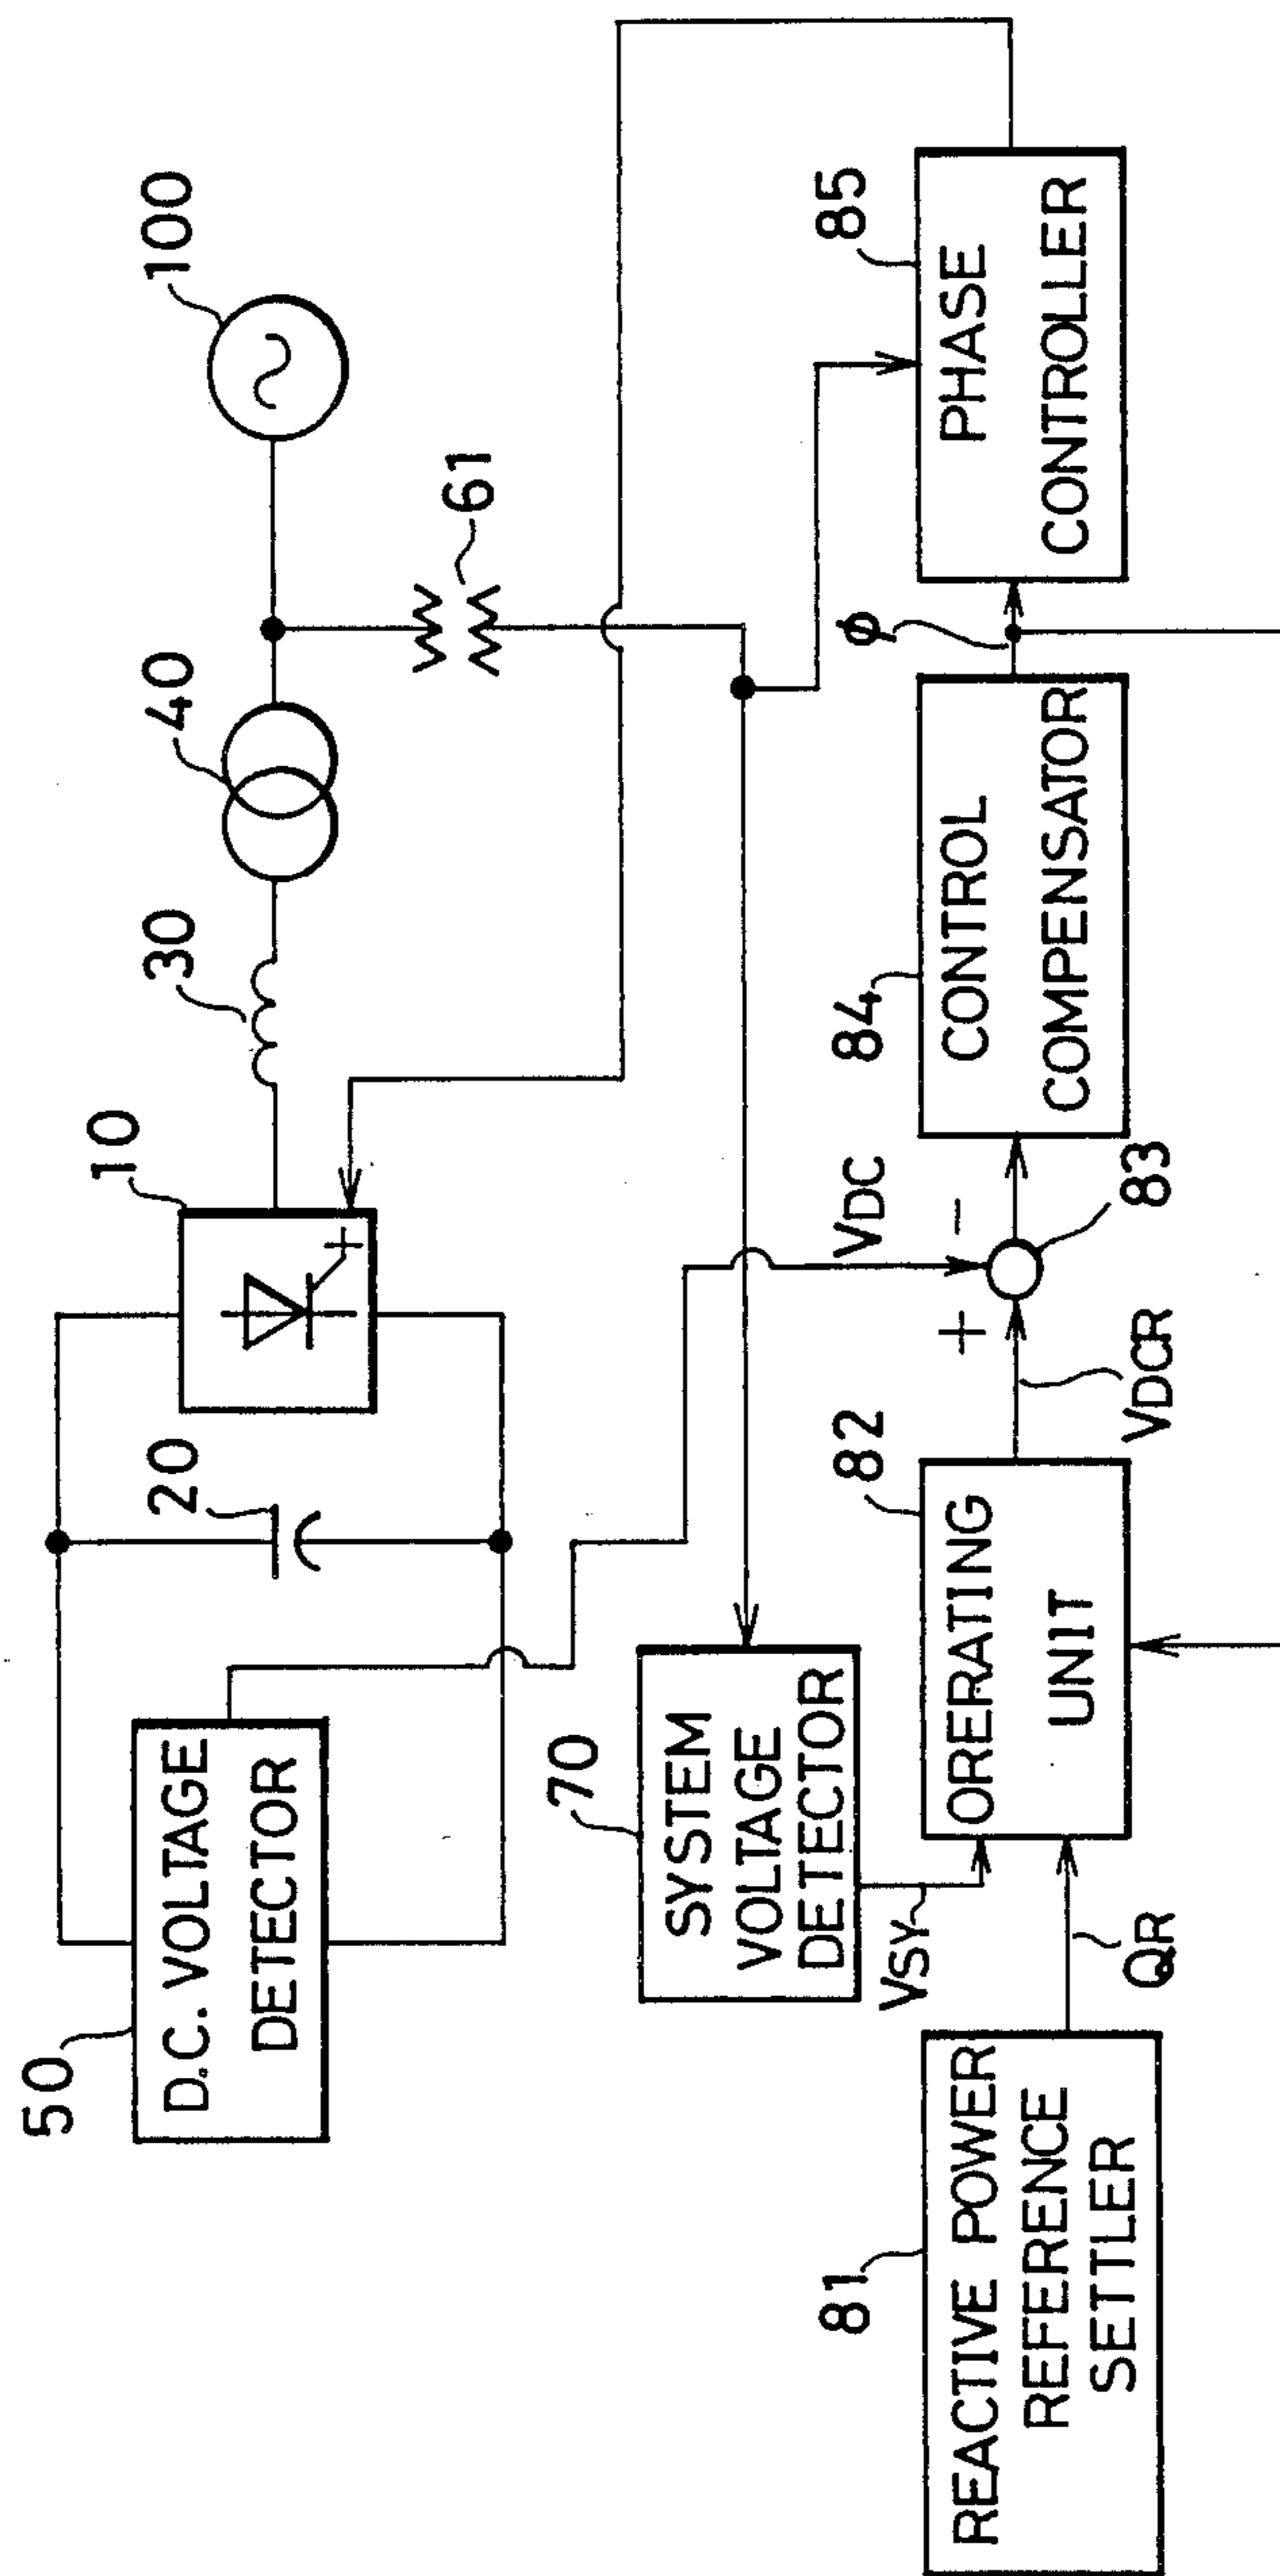 50
D.C. VOLTAGE
DETECTOR
20
10
30
40
100
61
70
SYSTEM
VOLTAGE
DETECTOR
81
REACTIVE POWER
REFERENCE
SETTLER
VSY
QR
82
ORERATING
UNIT
VDCR
+
VDC
-
83
84
CONTROL
COMPENSATOR
φ
85
PHASE
CONTROLLER